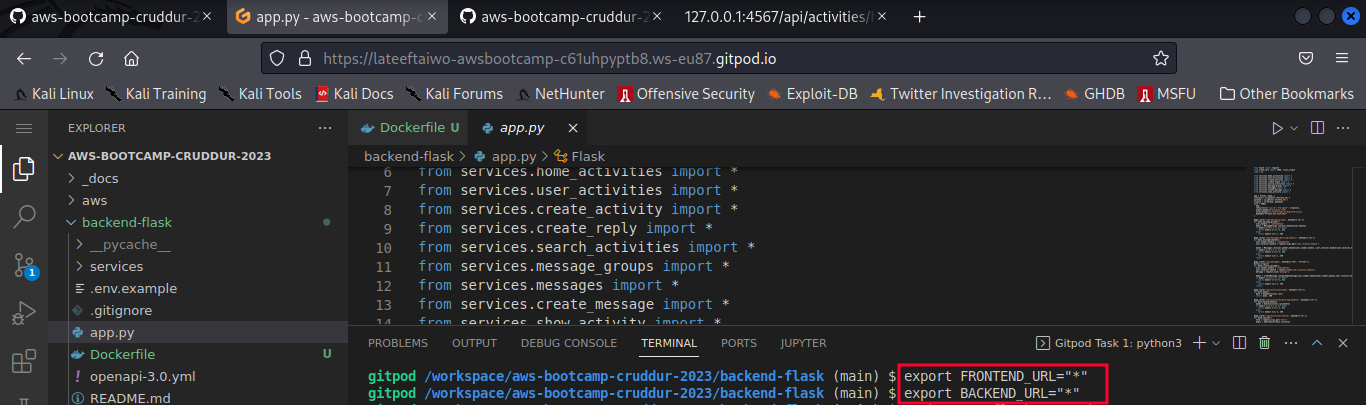 aws-bootcamp-cruddur-2
app.py - aws-bootcamp-c
aws-bootcamp-cruddur-2
127.0.0.1:4567/api/activities/
https://lateeftaiwo-awsbootcamp-c61uhpyptb8.ws-eu87.gitpod.io
Kali Linux
Kali Training
Kali Tools
Kali Docs
Kali Forums
NetHunter
Offensive Security
Exploit-DB
Twitter Investigation R...
GHDB
MSFU
Other Bookmarks
EXPLORER
AWS-BOOTCAMP-CRUDDUR-2023
_docs
aws
backend-flask
__pycache__
services
.env.example
.gitignore
app.py
Dockerfile U
openapi-3.0.yml
README.md
1
Dockerfile U
app.py
backend-flask > app.py > Flask
6 from services.home_activities import *
7 from services.user_activities import *
8 from services.create_activity import *
9 from services.create_reply import *
10 from services.search_activities import *
11 from services.message_groups import *
12 from services.messages import *
13 from services.create_message import *
14 from services.show_activity import *
PROBLEMS
OUTPUT
DEBUG CONSOLE
TERMINAL
PORTS
JUPYTER
Gitpod Task 1: python3
gitpod /workspace/aws-bootcamp-cruddur-2023/backend-flask (main) $ export FRONTEND_URL="*"
gitpod /workspace/aws-bootcamp-cruddur-2023/backend-flask (main) $ export BACKEND_URL="*"